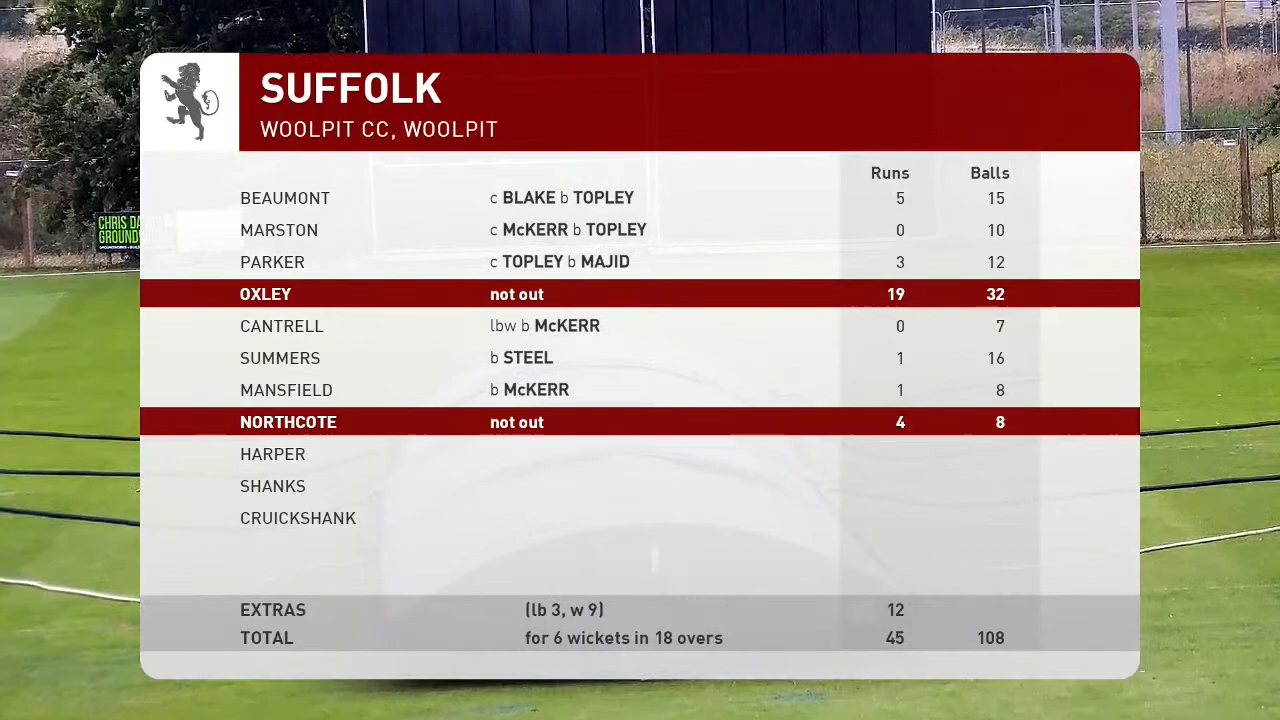 SUFFOLK
WOOLPIT CC, WOOLPIT
Runs Balls
BEAUMONT c BLAKE b TOPLEY 5 15
MARSTON c McKERR b TOPLEY 0 10
PARKER c TOPLEY b MAJID 3 12
OXLEY not out 19 32
CANTRELL lbw b McKERR 0 7
SUMMERS b STEEL 1 16
MANSFIELD b McKERR 1 8
NORTHCOTE not out 4 8
HARPER
SHANKS
CRUICKSHANK
EXTRAS (lb 3, w 9) 12
TOTAL for 6 wickets in 18 overs 45 108
CHRIS DA
GROUND